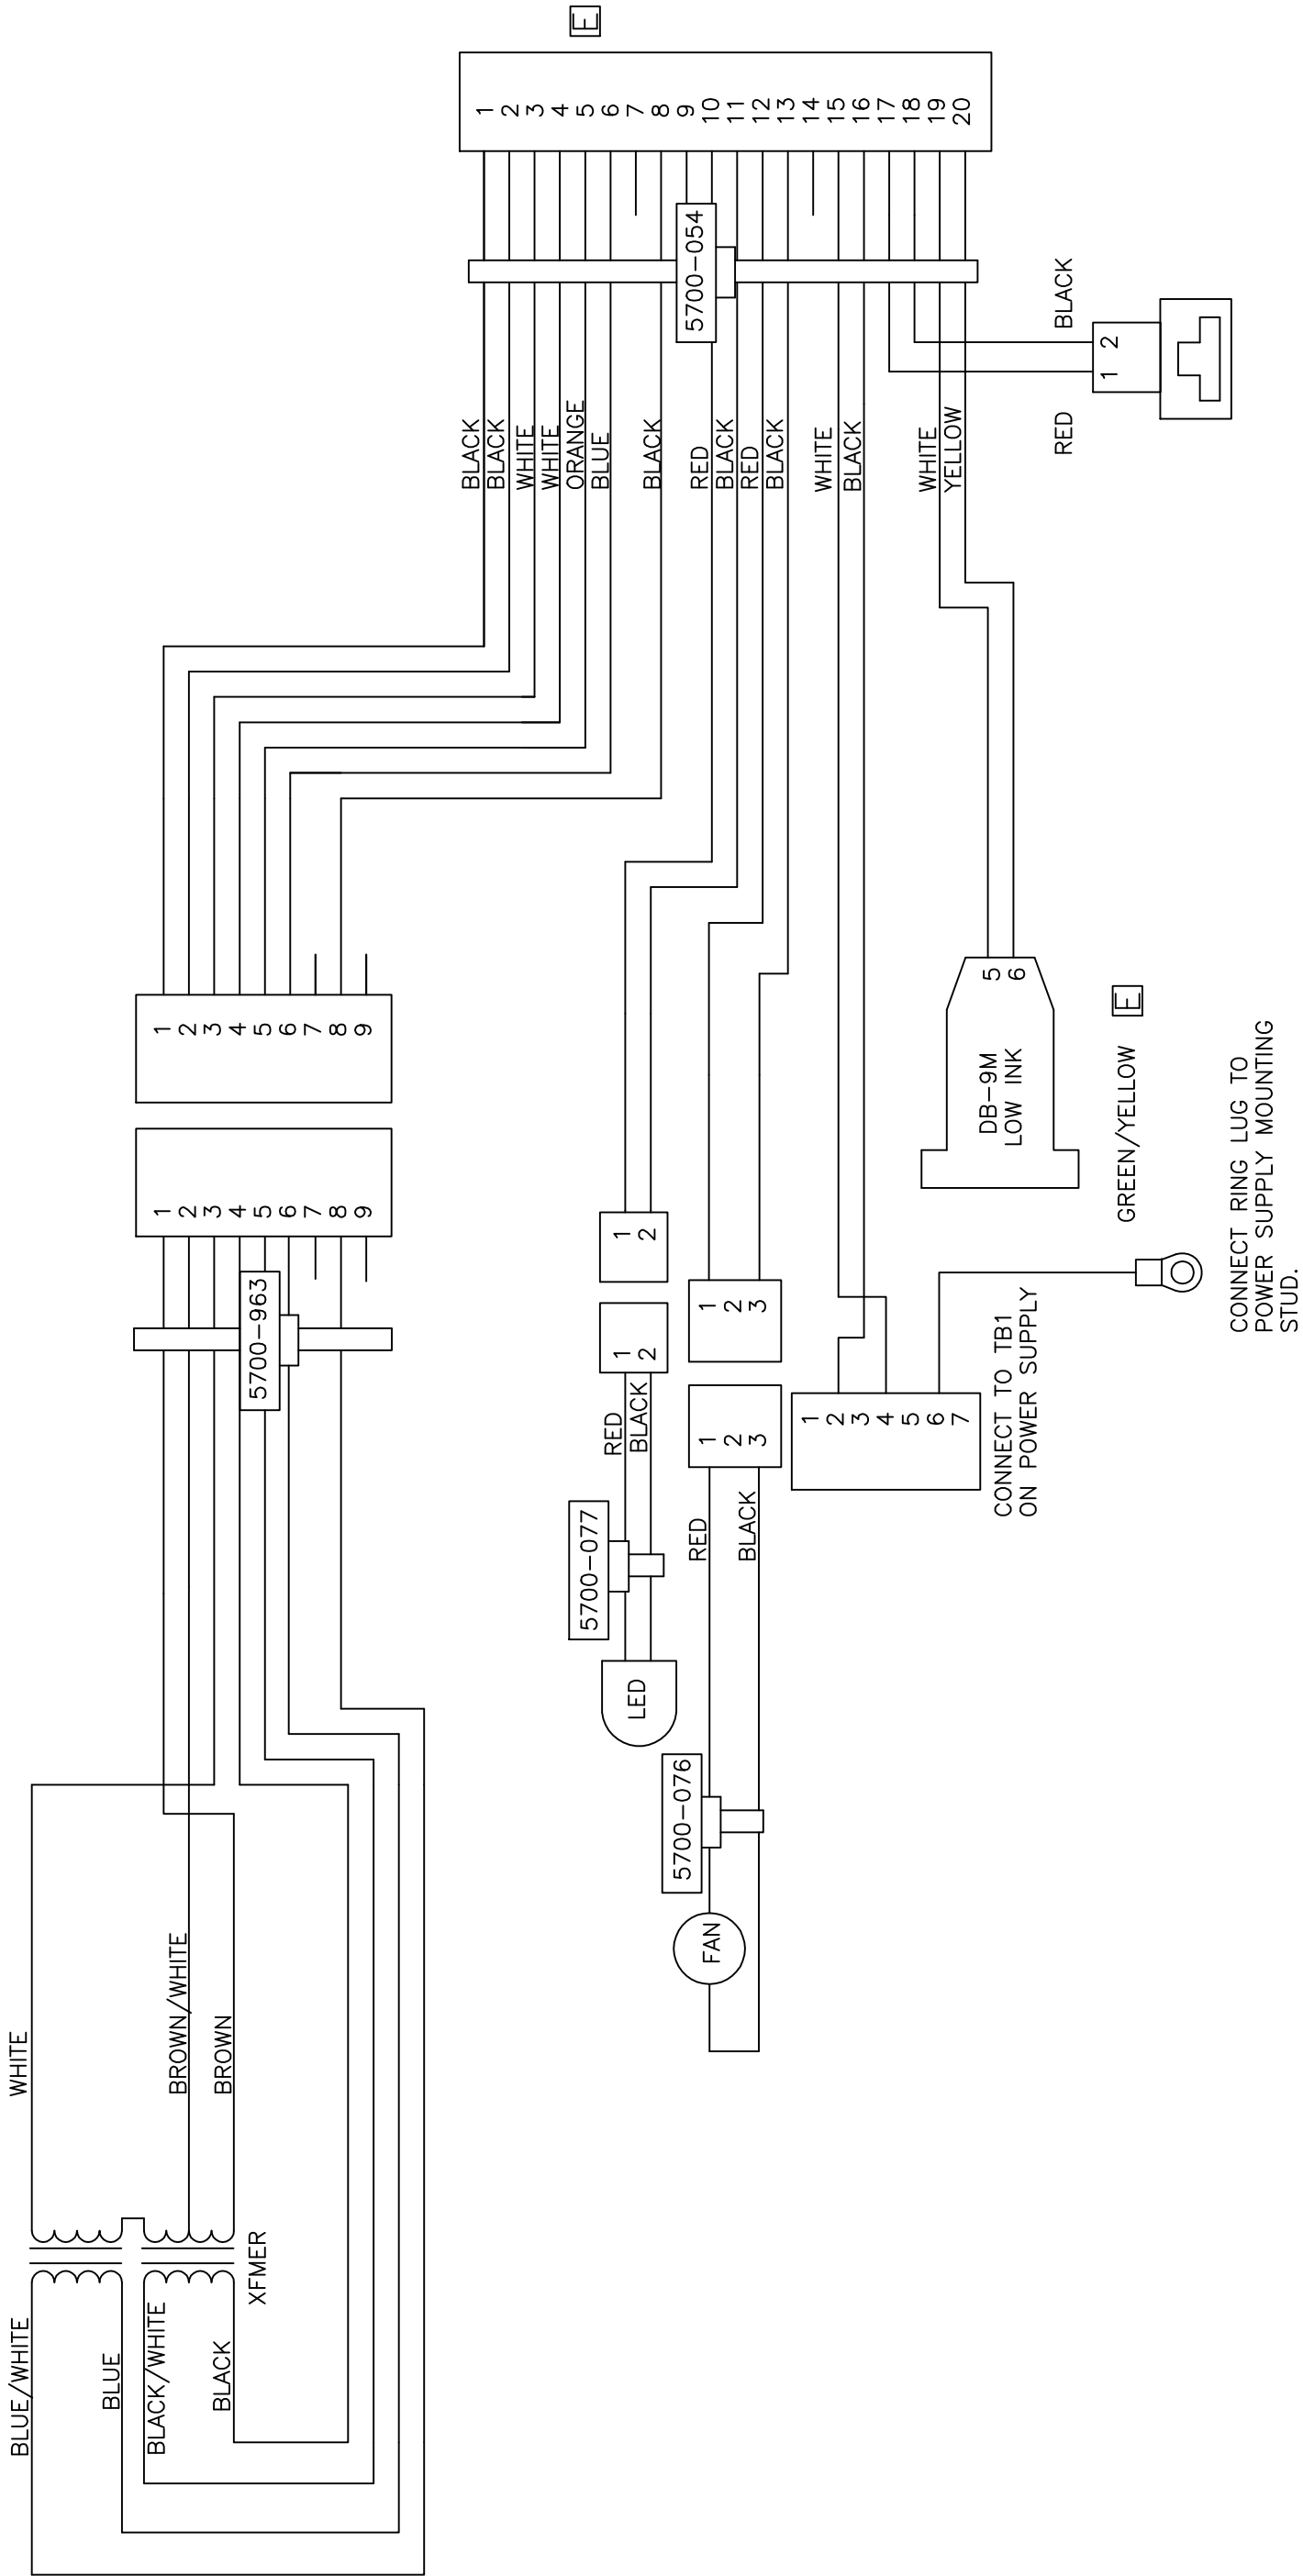 E
1
2
3
4
5
6
7
8
9
10
11
12
13
14
15
16
17
18
19
20
5700-054
BLACK
BLACK
WHITE
WHITE
ORANGE
BLUE
BLACK
RED
BLACK
RED
BLACK
WHITE
BLACK
WHITE
YELLOW
BLACK
1
2
RED
1
2
3
4
5
6
7
8
9
1
2
3
4
5
6
7
8
9
5700-963
5
6
DB-9M
LOW INK
GREEN/YELLOW E
CONNECT RING LUG TO
POWER SUPPLY MOUNTING
STUD.
1
2
1
2
RED
BLACK
5700-077
LED
1
2
3
1
2
3
RED
BLACK
5700-076
FAN
1
2
3
4
5
6
7
CONNECT TO TB1
ON POWER SUPPLY
WHITE
BROWN/WHITE
BROWN
XFMER
BLUE/WHITE
BLUE
BLACK/WHITE
BLACK